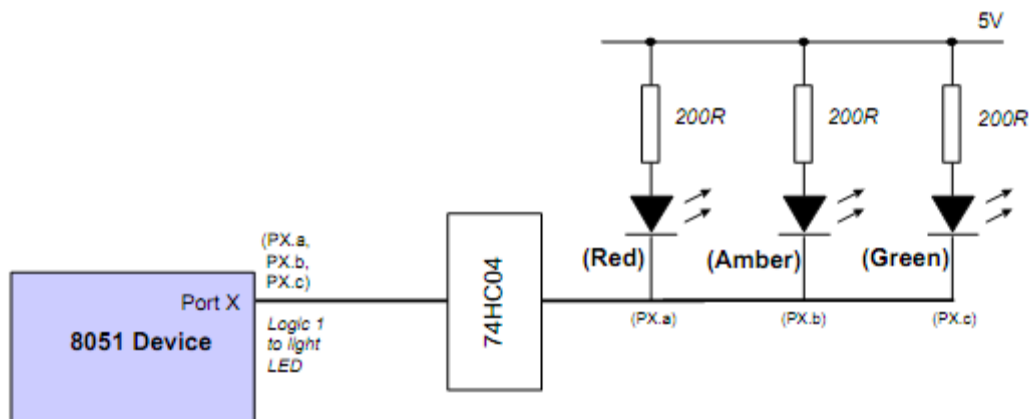 5V
200R
200R
200R
(Red)
(Amber)
(Green)
(PX.a,
PX.b,
PX.c)
Port X
8051 Device
Logic 1
to light
LED
74HC04
(PX.a)
(PX.b)
(PX.c)